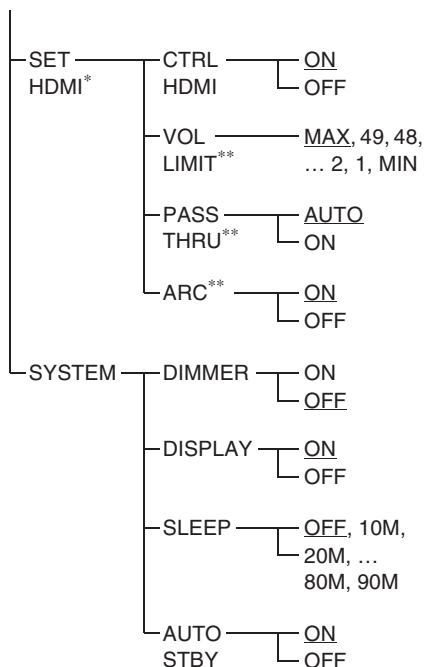 SET CTRL ON
HDMI* HDMI OFF
VOL MAX, 49, 48,
LIMIT** … 2, 1, MIN
PASS AUTO
THRU** ON
ARC** ON
OFF
SYSTEM DIMMER ON
OFF
DISPLAY ON
OFF
SLEEP OFF, 10M,
20M, …
80M, 90M
AUTO ON
STBY OFF